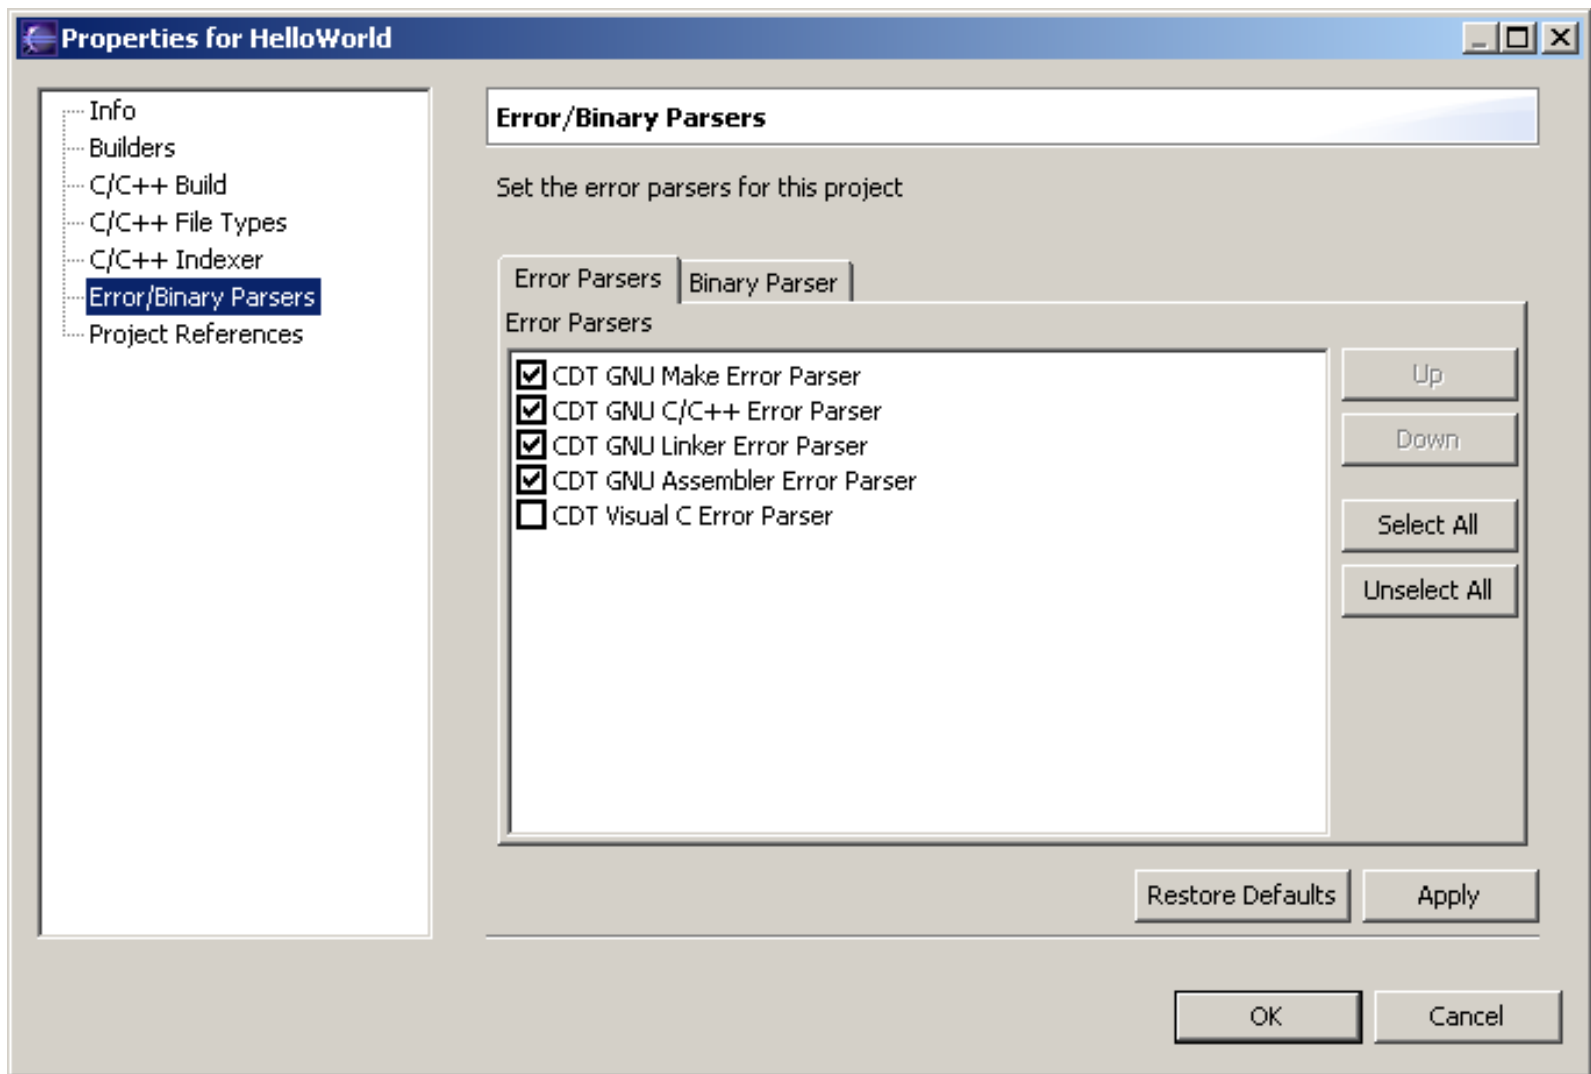 Properties for HelloWorld
Info
Builders
C/C++ Build
C/C++ File Types
C/C++ Indexer
Error/Binary Parsers
Project References
Error/Binary Parsers
Set the error parsers for this project
Error Parsers
Binary Parser
Error Parsers
CDT GNU Make Error Parser
CDT GNU C/C++ Error Parser
CDT GNU Linker Error Parser
CDT GNU Assembler Error Parser
CDT Visual C Error Parser
Up
Down
Select All
Unselect All
Restore Defaults
Apply
OK
Cancel